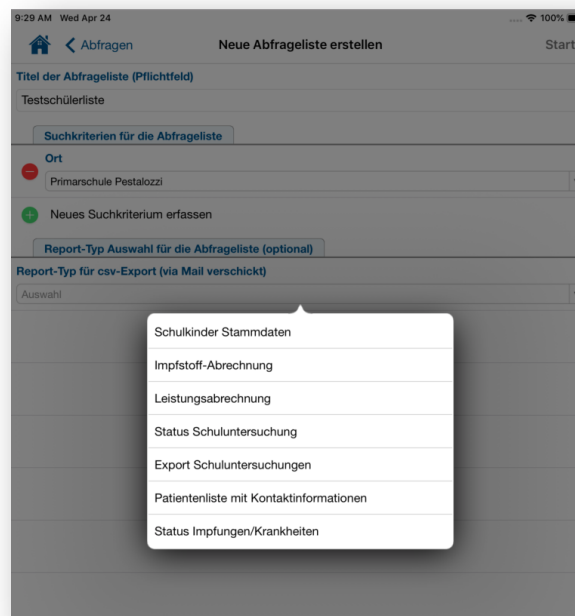 9:29 AM Wed Apr 24
100%
Abfragen
Neue Abfrageliste erstellen
Start
Titel der Abfrageliste (Pflichtfeld)
Testschülerliste
Suchkriterien für die Abfrageliste
Ort
Primarschule Pestalozzi
Neues Suchkriterium erfassen
Report-Typ Auswahl für die Abfrageliste (optional)
Report-Typ für csv-Export (via Mail verschickt)
Auswahl
Schulkinder Stammdaten
Impfstoff-Abrechnung
Leistungsabrechnung
Status Schuluntersuchung
Export Schuluntersuchungen
Patientenliste mit Kontaktinformationen
Status Impfungen/Krankheiten